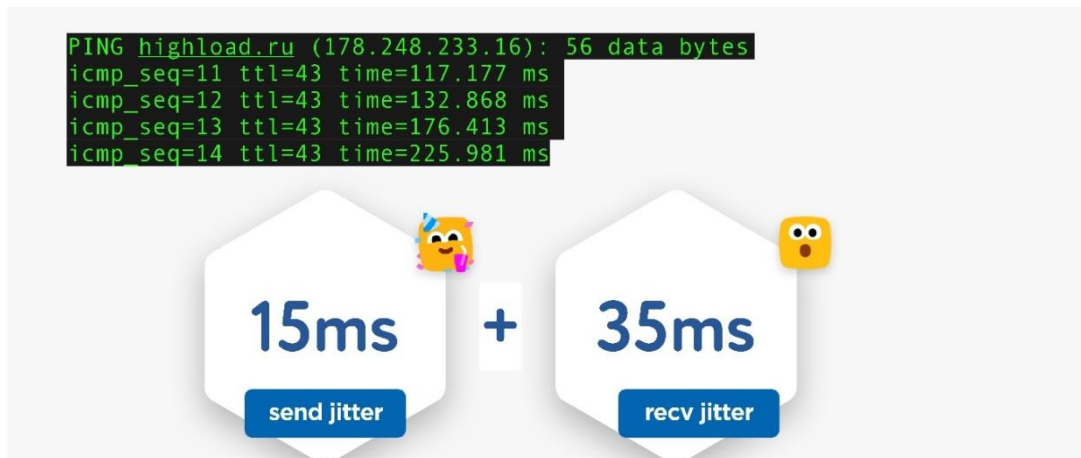 PING highload.ru (178.248.233.16): 56 data bytes
icmp_seq=11 ttl=43 time=117.177 ms
icmp_seq=12 ttl=43 time=132.868 ms
icmp_seq=13 ttl=43 time=176.413 ms
icmp_seq=14 ttl=43 time=225.981 ms
15ms + 35ms
send jitter recv jitter